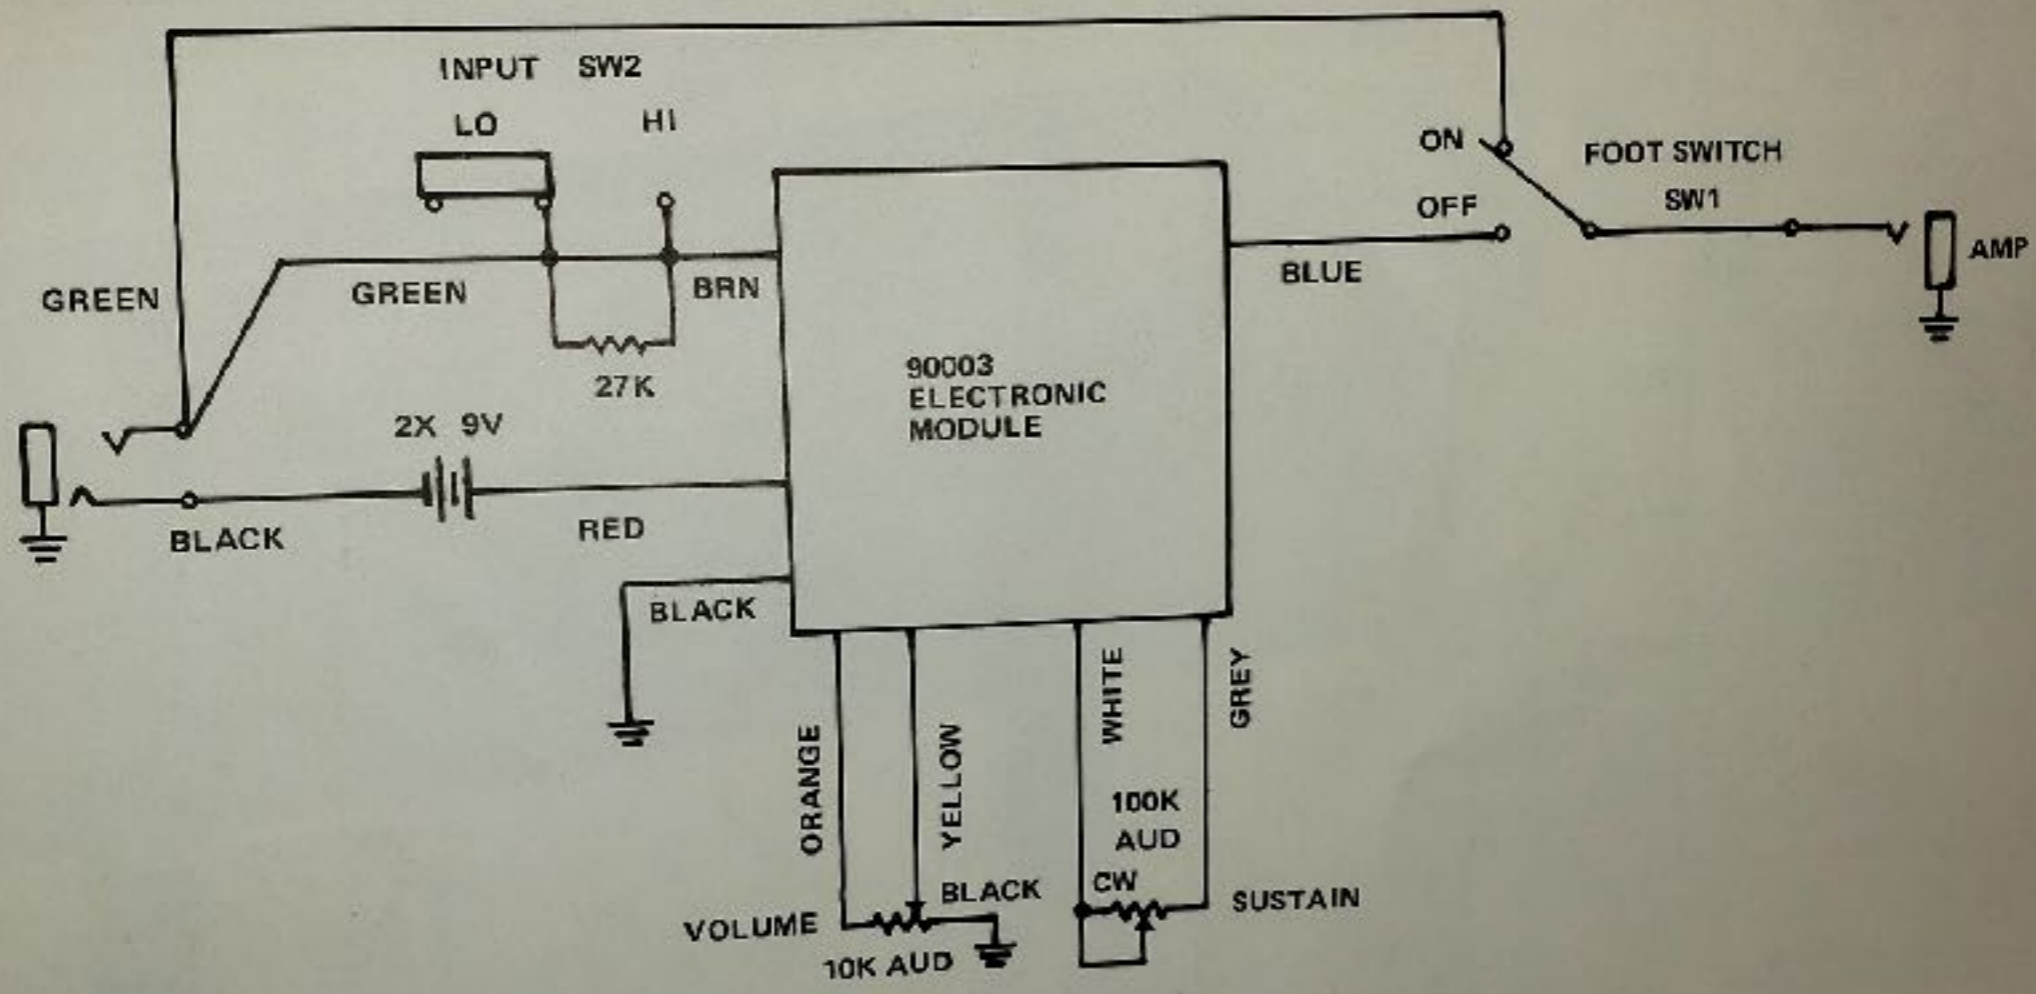 INPUT SW2
LO HI
ON
FOOT SWITCH
OFF
SW1
AMP
GREEN
GREEN
BRN
BLUE
27K
90003
ELECTRONIC
MODULE
2X 9V
BLACK
RED
BLACK
ORANGE
YELLOW
WHITE
GREY
100K
AUD
BLACK
CW
SUSTAIN
VOLUME
10K AUD